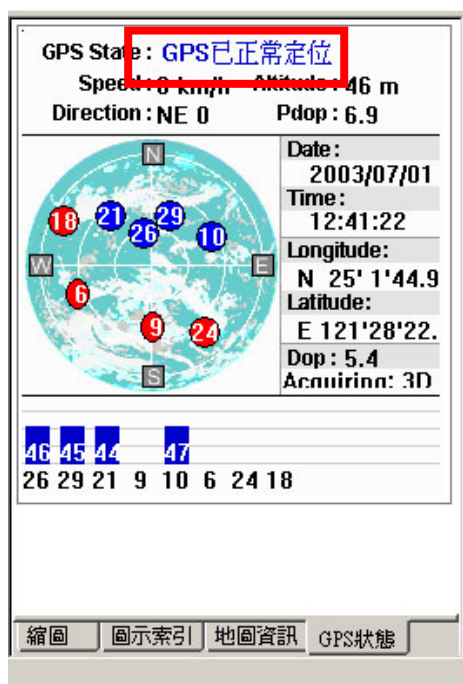 GPS State : GPS已正常定位
Speed : 0 km/h Altitude : 46 m
Direction : NE 0 Pdop : 6.9
N
18 21 29
26 10
W E
6
9 24
S
Date :
2003/07/01
Time :
12:41:22
Longitude:
N 25' 1'44.9
Latitude:
E 121'28'22.
Dop : 5.4
Acquiring: 3D
46 45 44 47
26 29 21 9 10 6 24 18
縮圖 圖示索引 地圖資訊 GPS狀態